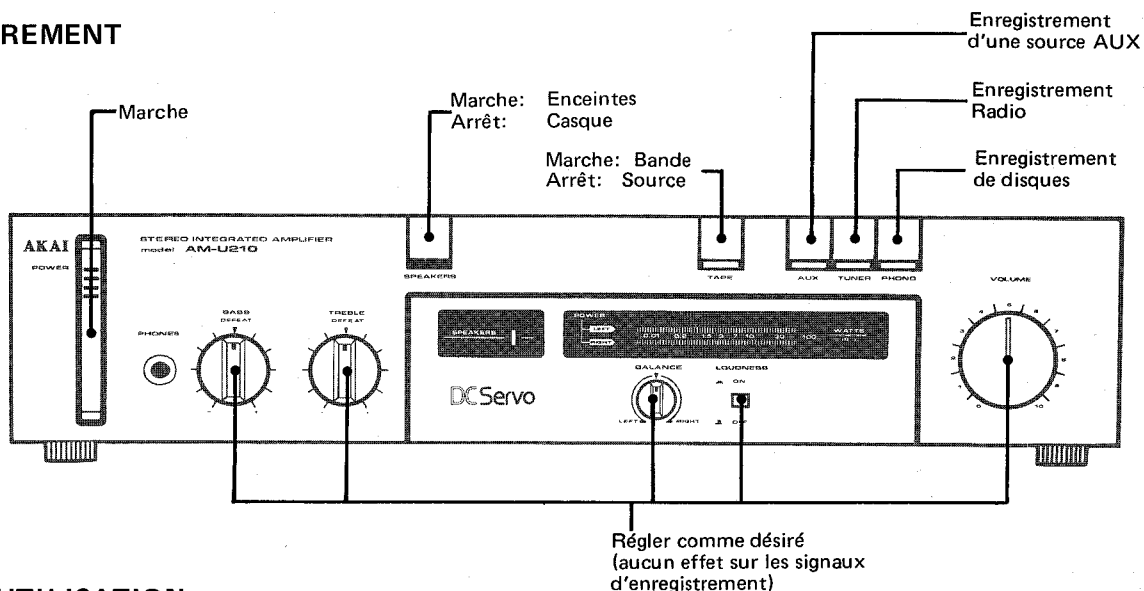 REMENT
Enregistrement
d'une source AUX
Enregistrement
Radio
Enregistrement
de disques
Marche
Marche: Enceintes
Arrêt: Casque
Marche: Bande
Arrêt: Source
AKAI
STEREO INTEGRATED AMPLIFIER
model AM-U210
POWER
SPEAKERS
TAPE
AUX TUNER PHONO
VOLUME
PHONES
BASS
DEFEAT
TREBLE
DEFEAT
SPEAKERS
POWER
LEFT
RIGHT
WATTS
DC Servo
BALANCE
LEFT RIGHT
LOUDNESS
ON
OFF
Régler comme désiré
(aucun effet sur les signaux
d'enregistrement)